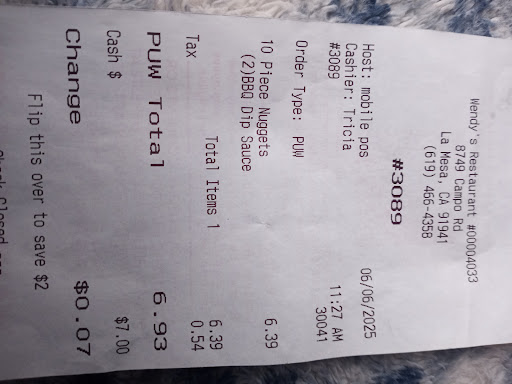 Wendy's Restaurant #00004033
8749 Campo Rd
La Mesa, CA 91941
(619) 466-4358
#3089
Host: mobile pos 06/06/2025
Cashier: Tricia 11:27 AM
#3089 30041
Order Type: PUW
10 Piece Nuggets 6.39
(2)BBQ Dip Sauce
Total Items 1 6.39
Tax 0.54
PUW Total 6.93
Cash $ $7.00
Change $0.07
Flip this over to save $2